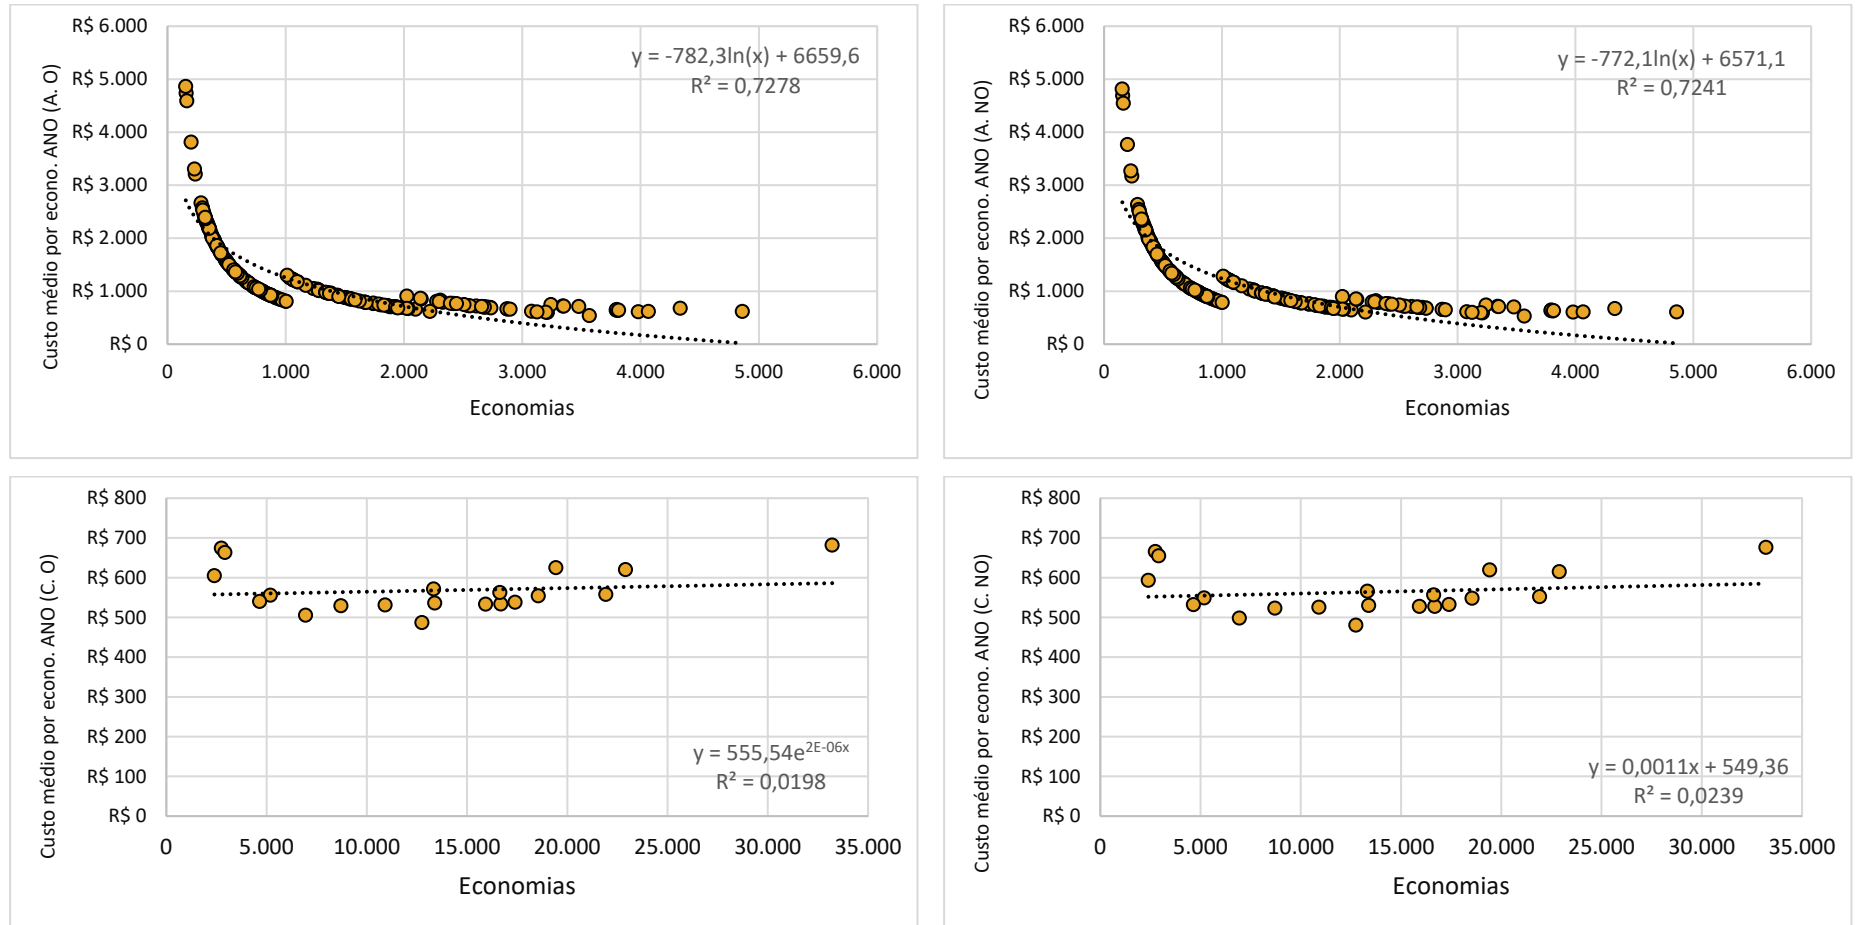 Custo médio por econo. ANO (A. O)
R$ 6.000
R$ 5.000
R$ 4.000
R$ 3.000
R$ 2.000
R$ 1.000
R$ 0
y = -782,3ln(x) + 6659,6
R² = 0,7278
0 1.000 2.000 3.000 4.000 5.000 6.000
Economias
Custo médio por econo. ANO (A. NO)
R$ 6.000
R$ 5.000
R$ 4.000
R$ 3.000
R$ 2.000
R$ 1.000
R$ 0
y = -772,1ln(x) + 6571,1
R² = 0,7241
0 1.000 2.000 3.000 4.000 5.000 6.000
Economias
Custo médio por econo. ANO (C. O)
R$ 800
R$ 700
R$ 600
R$ 500
R$ 400
R$ 300
R$ 200
R$ 100
R$ 0
y = 555,54e^2E-06x
R² = 0,0198
0 5.000 10.000 15.000 20.000 25.000 30.000 35.000
Economias
Custo médio por econo. ANO (C. NO)
R$ 800
R$ 700
R$ 600
R$ 500
R$ 400
R$ 300
R$ 200
R$ 100
R$ 0
y = 0,0011x + 549,36
R² = 0,0239
0 5.000 10.000 15.000 20.000 25.000 30.000 35.000
Economias